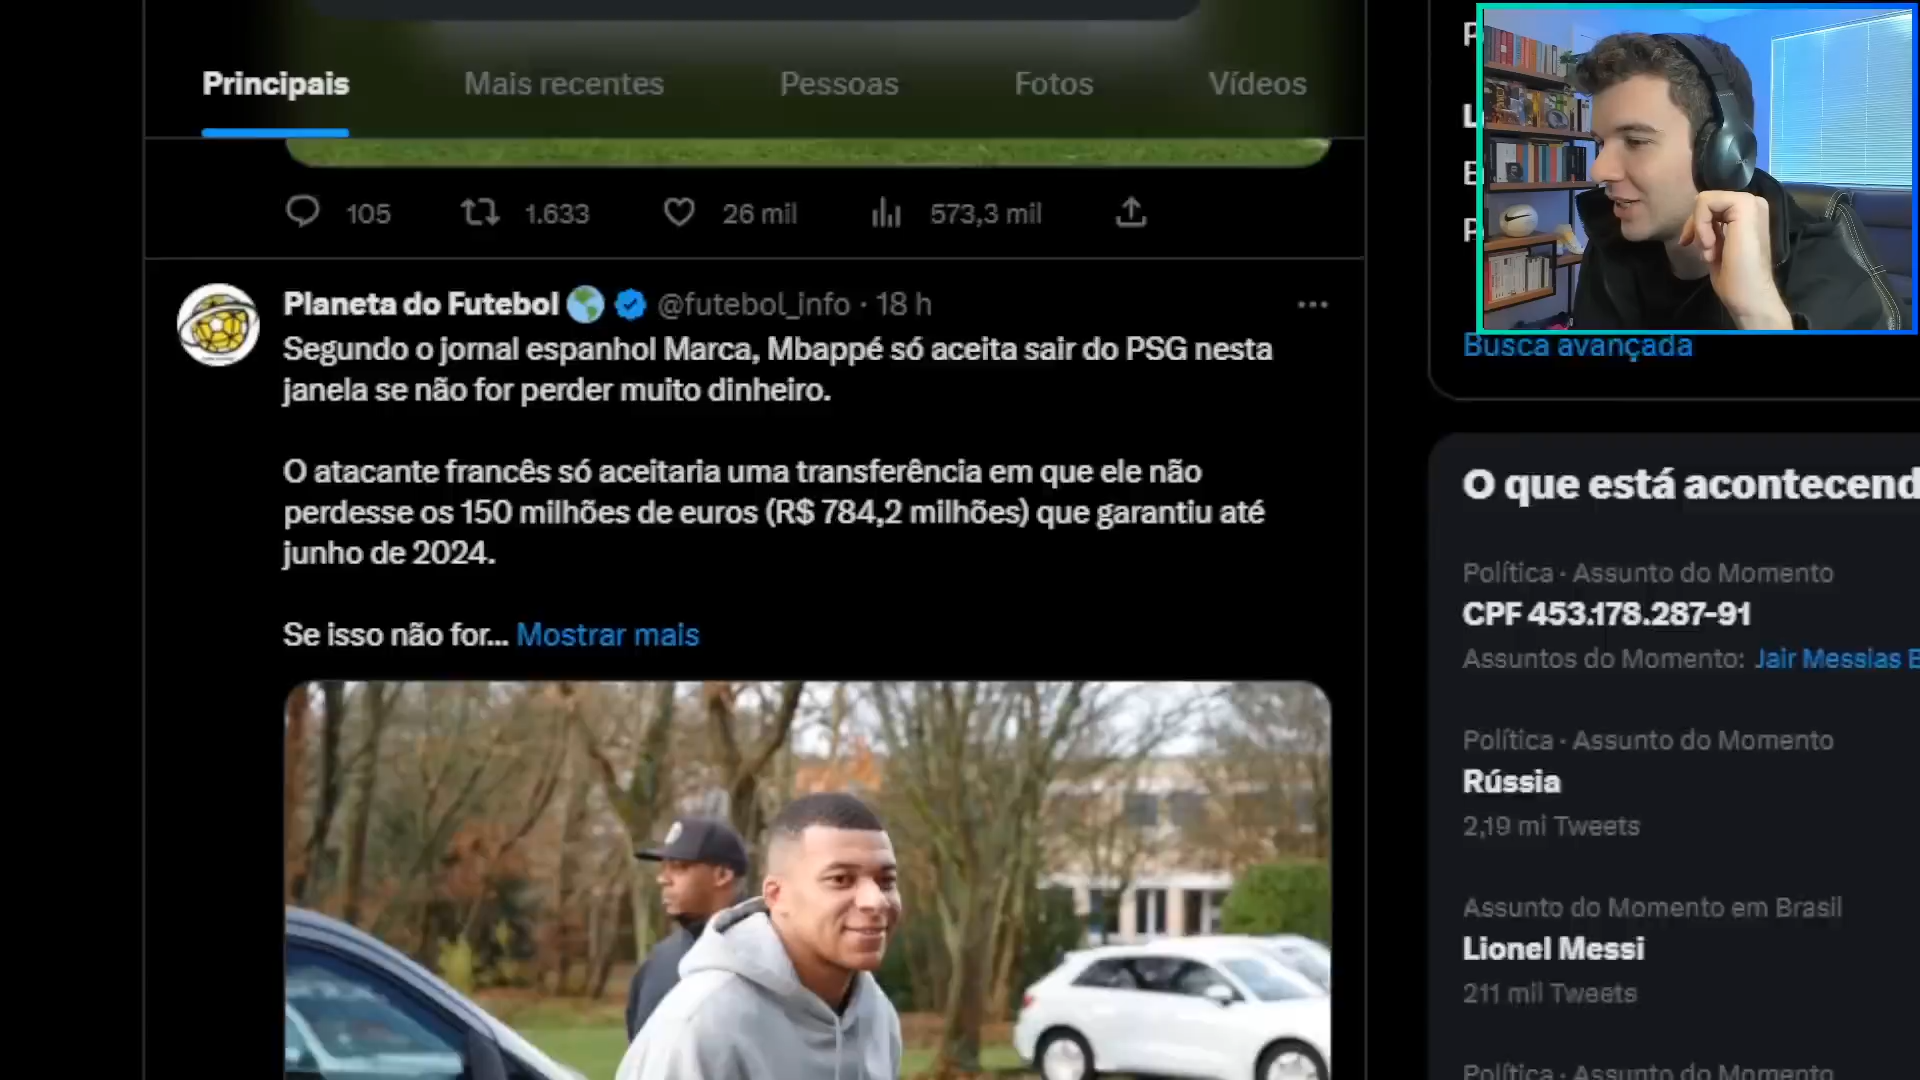 Principais
Mais recentes
Pessoas
Fotos
Vídeos
105
1.633
26 mil
573,3 mil
Planeta do Futebol @futebol_info · 18 h
Segundo o jornal espanhol Marca, Mbappé só aceita sair do PSG nesta
janela se não for perder muito dinheiro.
O atacante francês só aceitaria uma transferência em que ele não
perdesse os 150 milhões de euros (R$ 784,2 milhões) que garantiu até
junho de 2024.
Se isso não for... Mostrar mais
Busca avançada
O que está acontecend
Política · Assunto do Momento
CPF 453.178.287-91
Assuntos do Momento: Jair Messias B
Política · Assunto do Momento
Rússia
2,19 mi Tweets
Assunto do Momento em Brasil
Lionel Messi
211 mil Tweets
Política · Assunto do Momento